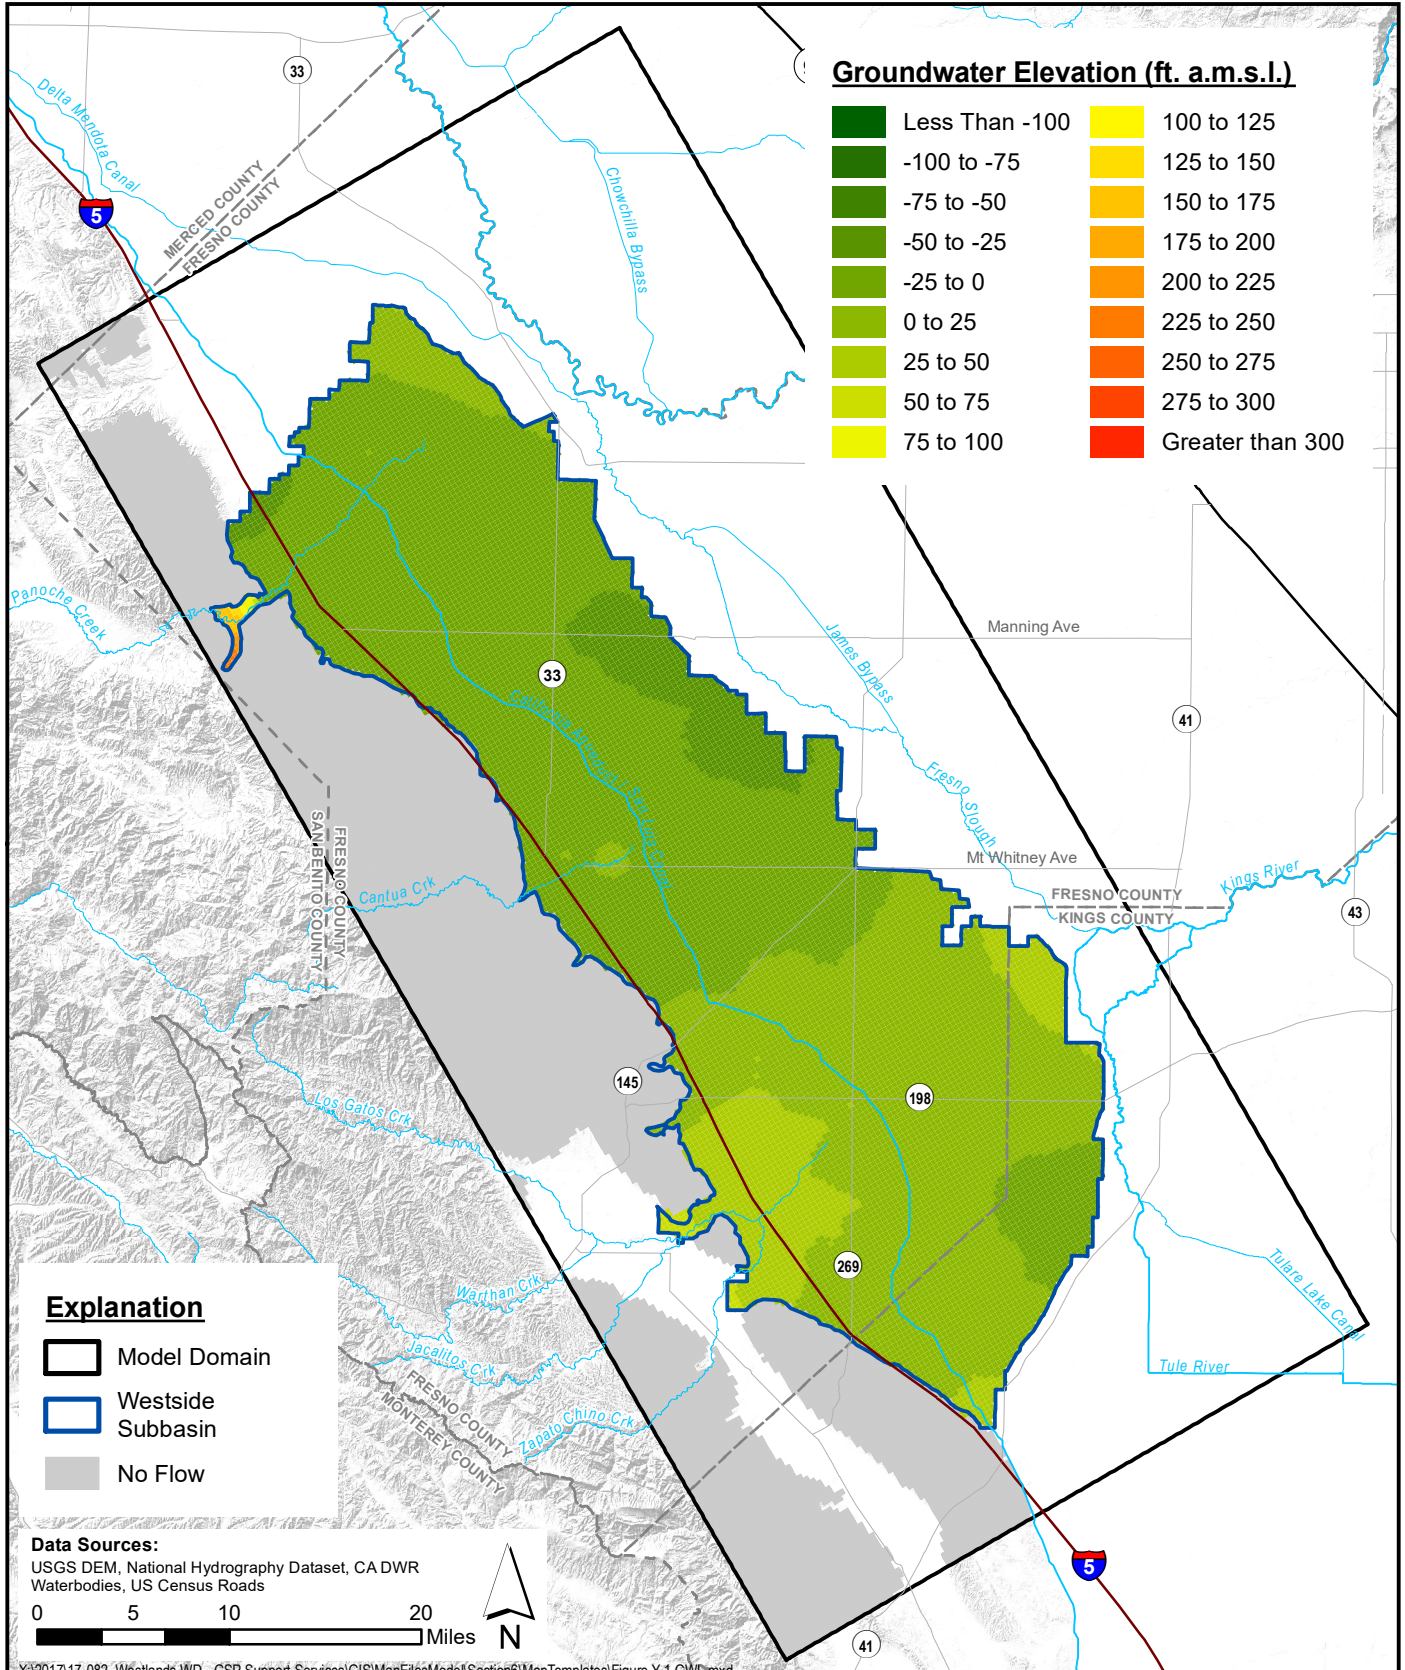 Groundwater Elevation (ft. a.m.s.l.)
Less Than -100
-100 to -75
-75 to -50
-50 to -25
-25 to 0
0 to 25
25 to 50
50 to 75
75 to 100
100 to 125
125 to 150
150 to 175
175 to 200
200 to 225
225 to 250
250 to 275
275 to 300
Greater than 300
33
Delta Mendota Canal
5
MERCED COUNTY
FRESNO COUNTY
Chowchilla Bypass
Panoche Creek
Manning Ave
James Bypass
33
41
California Aqueduct / San Luis Canal
Fresno Slough
SAN BENITO COUNTY
FRESNO COUNTY
Mt Whitney Ave
Cantua Crk
Kings River
FRESNO COUNTY
KINGS COUNTY
43
145
198
Los Gatos Crk
269
Tulare Lake Canal
Tule River
Warthan Crk
Jacalitos Crk
FRESNO COUNTY
MONTEREY COUNTY
Zapato Chino Crk
5
41
Explanation
Model Domain
Westside
Subbasin
No Flow
Data Sources:
USGS DEM, National Hydrography Dataset, CA DWR
Waterbodies, US Census Roads
0 5 10 20
Miles
N